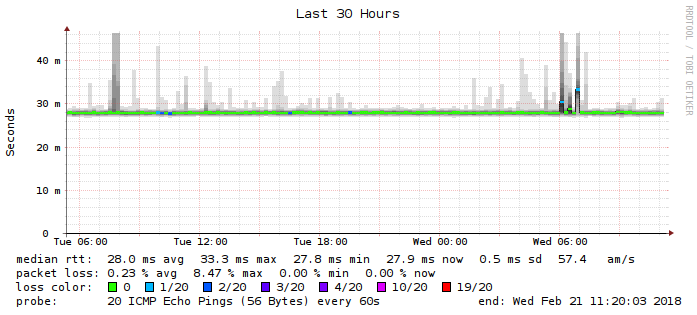 Last 30 Hours
RRDTOOL / TOBI OETIKER
Seconds
40 m
30 m
20 m
10 m
0
Tue 06:00 Tue 12:00 Tue 18:00 Wed 00:00 Wed 06:00
median rtt: 28.0 ms avg 33.3 ms max 27.8 ms min 27.9 ms now 0.5 ms sd 57.4 am/s
packet loss: 0.23 % avg 8.47 % max 0.00 % min 0.00 % now
loss color: 0 1/20 2/20 3/20 4/20 10/20 19/20
probe: 20 ICMP Echo Pings (56 Bytes) every 60s end: Wed Feb 21 11:20:03 2018